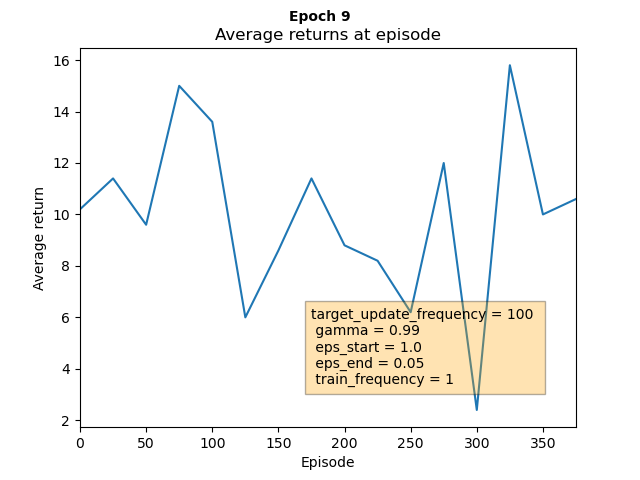 Epoch 9
Average returns at episode
16
14
12
10
8
6
4
2
Average return
target_update_frequency = 100
gamma = 0.99
eps_start = 1.0
eps_end = 0.05
train_frequency = 1
0 50 100 150 200 250 300 350
Episode